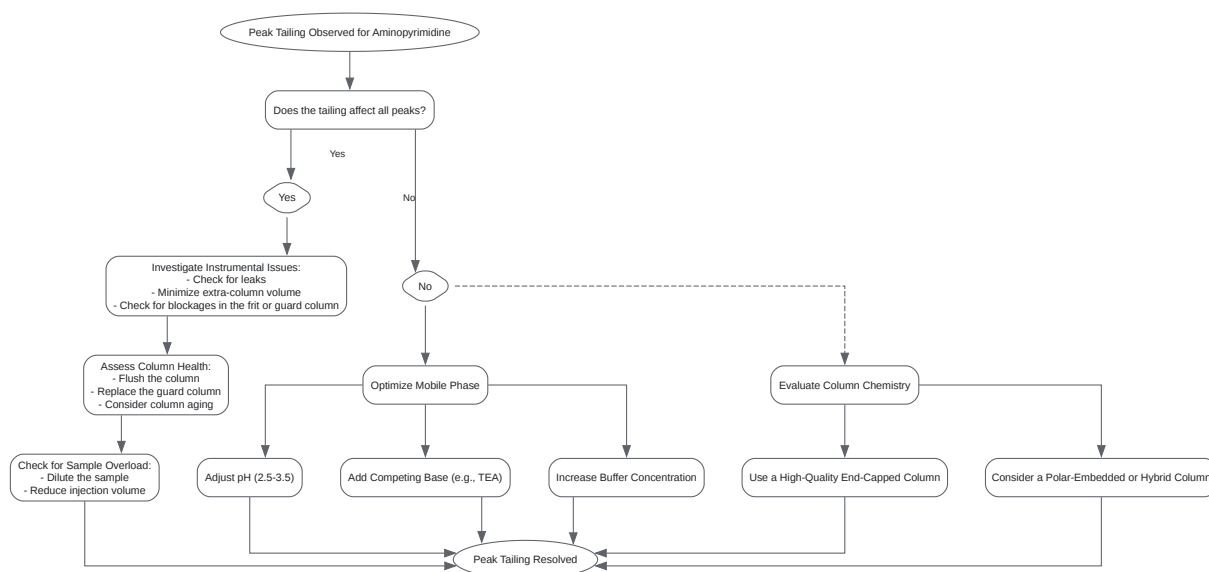 Peak Tailing Observed for Aminopyrimidine
Does the tailing affect all peaks?
Yes
Yes
No
Investigate Instrumental Issues:
- Check for leaks
- Minimize extra-column volume
- Check for blockages in the frit or guard column
No
Assess Column Health:
- Flush the column
- Replace the guard column
- Consider column aging
Optimize Mobile Phase
Evaluate Column Chemistry
Check for Sample Overload:
- Dilute the sample
- Reduce injection volume
Adjust pH (2.5-3.5)
Add Competing Base (e.g., TEA)
Increase Buffer Concentration
Use a High-Quality End-Capped Column
Consider a Polar-Embedded or Hybrid Column
Peak Tailing Resolved